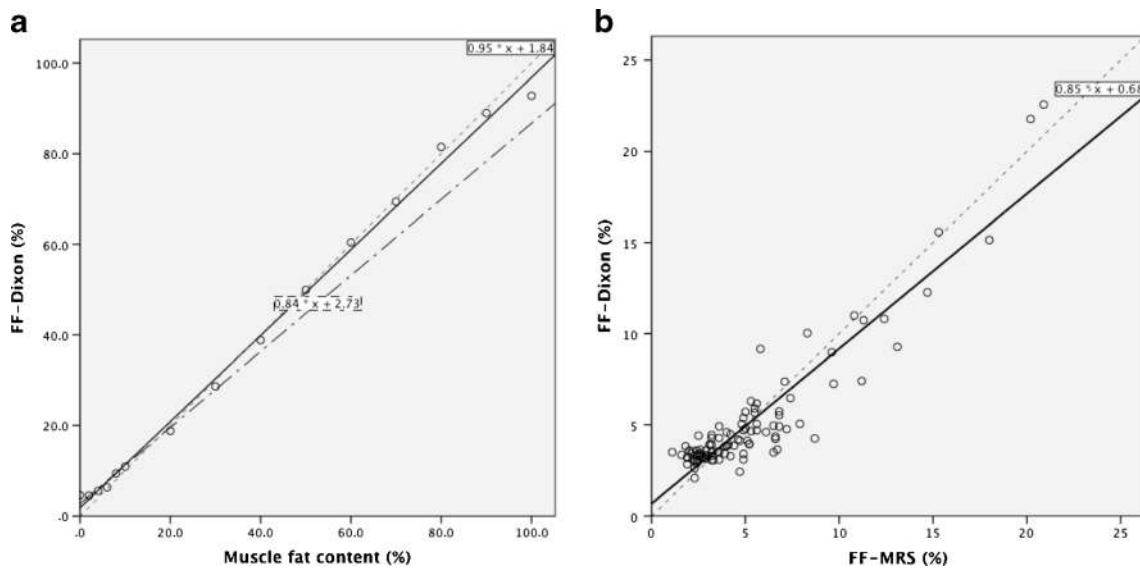 a
0.95 * x + 1.84
100.0
80.0
60.0
40.0
20.0
.0
0.84 * x + 2.73
FF-Dixon (%)
.0 20.0 40.0 60.0 80.0 100.0
Muscle fat content (%)
b
0.85 * x + 0.68
25
20
15
10
5
0
FF-Dixon (%)
0 5 10 15 20 25
FF-MRS (%)